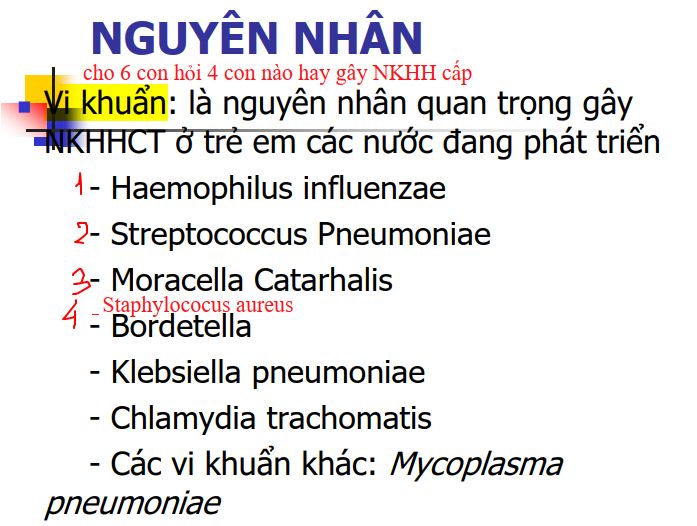 NGUYÊN NHÂN
cho 6 con hỏi 4 con nào hay gây NKHH cấp
Vi khuẩn: là nguyên nhân quan trọng gây
NKHHCT ở trẻ em các nước đang phát triển
1 - Haemophilus influenzae
2 - Streptococcus Pneumoniae
3 - Moracella Catarhalis
4 - Staphylococus aureus
- Bordetella
- Klebsiella pneumoniae
- Chlamydia trachomatis
- Các vi khuẩn khác: Mycoplasma
pneumoniae